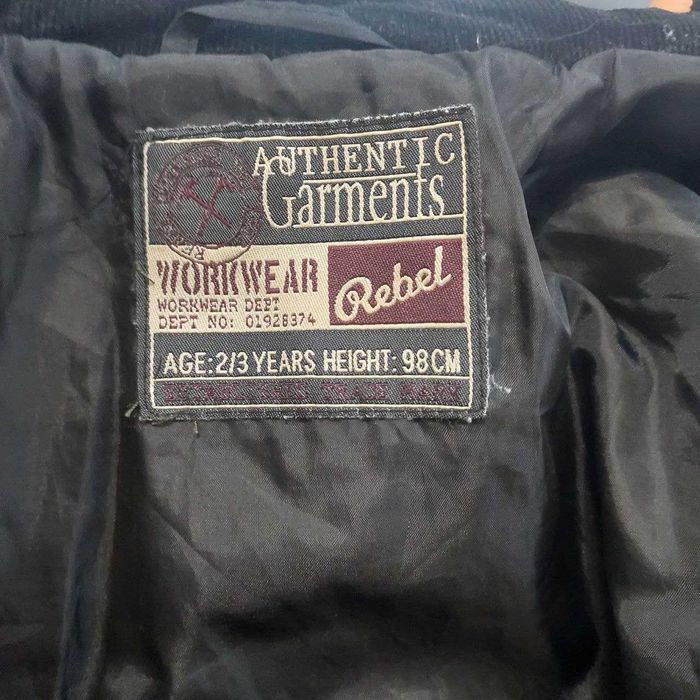 AUTHENTIC
Garments
WORKWEAR
WORKWEAR DEPT
DEPT NO: 01928374
Rebel
AGE: 2/3 YEARS HEIGHT: 98CM